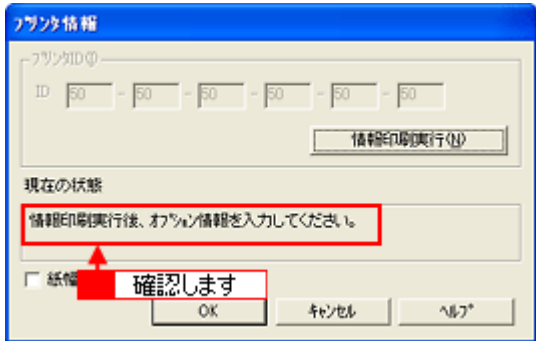 プリンタ情報
プリンタID(I)
ID 50 - 50 - 50 - 50 - 50 - 50
情報印刷実行(N)
現在の状態
情報印刷実行後、オプション情報を入力してください。
紙幅
確認します
OK キャンセル ヘルプ